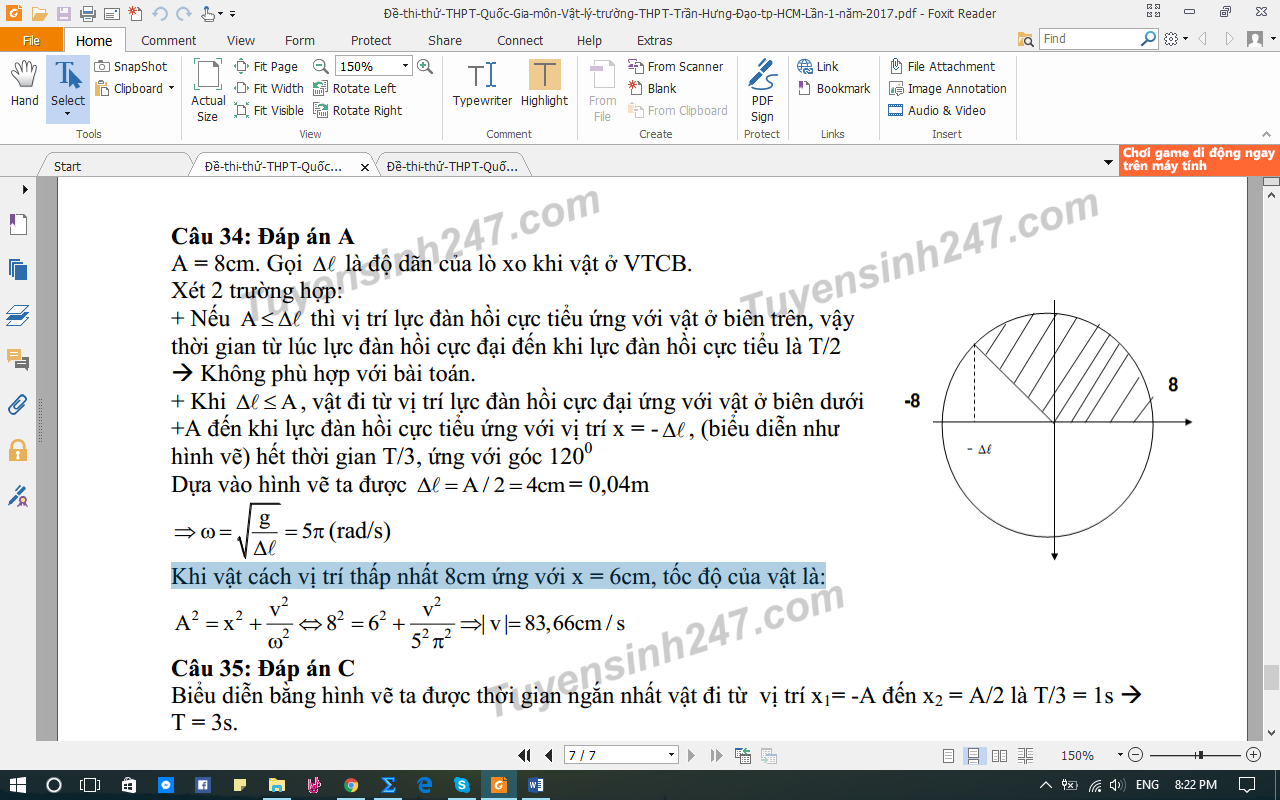 Đề-thi-thử-THPT-Quốc-Gia-môn-Vật-lý-trường-THPT-Trần-Hưng-Đạo-tp-HCM-Lần-1-năm-2017.pdf - Foxit Reader
File Home Comment View Form Protect Share Connect Help Extras Find
Hand
Select
SnapShot
Clipboard
Tools
Actual Size
Fit Page
Fit Width
Fit Visible
150%
Rotate Left
Rotate Right
View
Typewriter
Highlight
Comment
From File
From Scanner
Blank
From Clipboard
Create
PDF Sign
Protect
Link
Bookmark
Links
File Attachment
Image Annotation
Audio & Video
Insert
Start
Đề-thi-thử-THPT-Quốc...
Đề-thi-thử-THPT-Quố...
Chơi game di động ngay
trên máy tính
Tuyensinh247.com
Tuyensinh247.com
Câu 34: Đáp án A
A = 8cm. Gọi Δℓ là độ dãn của lò xo khi vật ở VTCB.
Xét 2 trường hợp:
+ Nếu A ≤ Δℓ thì vị trí lực đàn hồi cực tiểu ứng với vật ở biên trên, vậy
thời gian từ lúc lực đàn hồi cực đại đến khi lực đàn hồi cực tiểu là T/2
→ Không phù hợp với bài toán.
+ Khi Δℓ ≤ A, vật đi từ vị trí lực đàn hồi cực đại ứng với vật ở biên dưới
+A đến khi lực đàn hồi cực tiểu ứng với vị trí x = - Δℓ, (biểu diễn như
hình vẽ) hết thời gian T/3, ứng với góc 120⁰
Dựa vào hình vẽ ta được Δℓ = A / 2 = 4cm = 0,04m
⇒ ω = √(g/Δℓ) = 5π (rad/s)
Khi vật cách vị trí thấp nhất 8cm ứng với x = 6cm, tốc độ của vật là:
A² = x² + v²/ω² ⇔ 8² = 6² + v²/5²π² ⇒ | v |= 83,66cm / s
-8
8
- Δℓ
Tuyensinh247.com
Câu 35: Đáp án C
Biểu diễn bằng hình vẽ ta được thời gian ngắn nhất vật đi từ vị trí x₁= -A đến x₂ = A/2 là T/3 = 1s →
T = 3s.
7 / 7
150%
ENG
8:22 PM